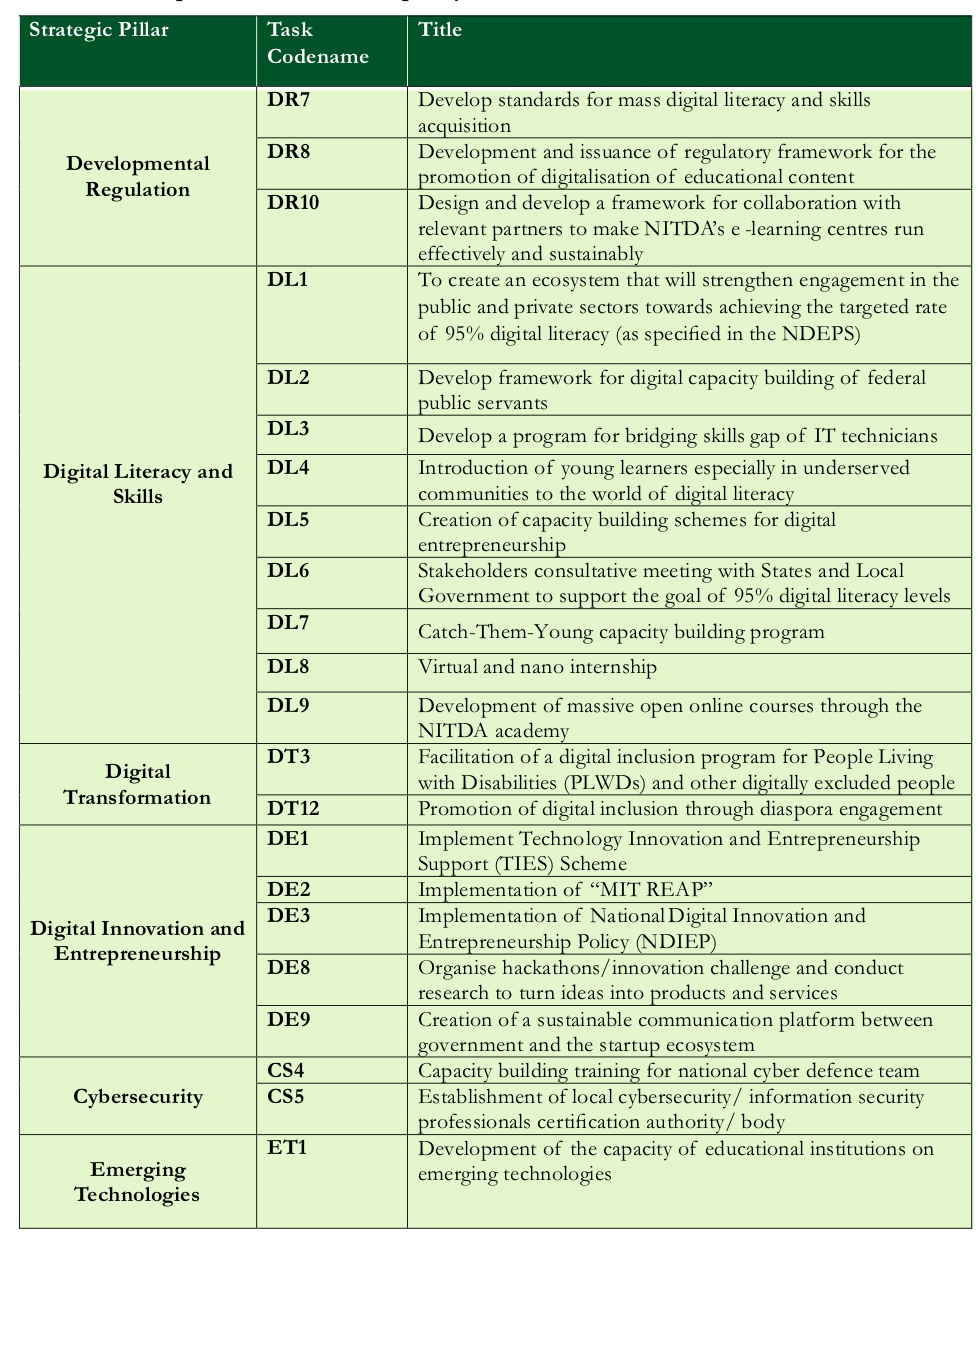 Strategic Pillar
Task
Codename
Title
Developmental
Regulation
DR7
Develop standards for mass digital literacy and skills
acquisition
DR8
Development and issuance of regulatory framework for the
promotion of digitalisation of educational content
DR10
Design and develop a framework for collaboration with
relevant partners to make NITDA's e -learning centres run
effectively and sustainably
Digital Literacy and
Skills
DL1
To create an ecosystem that will strengthen engagement in the
public and private sectors towards achieving the targeted rate
of 95% digital literacy (as specified in the NDEPS)
DL2
Develop framework for digital capacity building of federal
public servants
DL3
Develop a program for bridging skills gap of IT technicians
DL4
Introduction of young learners especially in underserved
communities to the world of digital literacy
DL5
Creation of capacity building schemes for digital
entrepreneurship
DL6
Stakeholders consultative meeting with States and Local
Government to support the goal of 95% digital literacy levels
DL7
Catch-Them-Young capacity building program
DL8
Virtual and nano internship
DL9
Development of massive open online courses through the
NITDA academy
Digital
Transformation
DT3
Facilitation of a digital inclusion program for People Living
with Disabilities (PLWDs) and other digitally excluded people
DT12
Promotion of digital inclusion through diaspora engagement
Digital Innovation and
Entrepreneurship
DE1
Implement Technology Innovation and Entrepreneurship
Support (TIES) Scheme
DE2
Implementation of “MIT REAP”
DE3
Implementation of National Digital Innovation and
Entrepreneurship Policy (NDIEP)
DE8
Organise hackathons/innovation challenge and conduct
research to turn ideas into products and services
DE9
Creation of a sustainable communication platform between
government and the startup ecosystem
Cybersecurity
CS4
Capacity building training for national cyber defence team
CS5
Establishment of local cybersecurity/ information security
professionals certification authority/ body
Emerging
Technologies
ET1
Development of the capacity of educational institutions on
emerging technologies